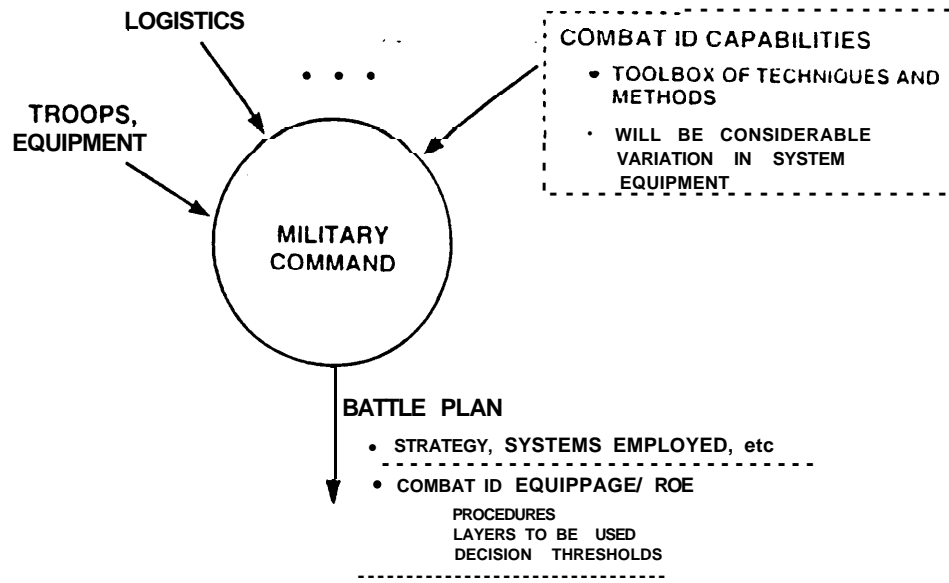 LOGISTICS
TROOPS,
EQUIPMENT
• • •
COMBAT ID CAPABILITIES
• TOOLBOX OF TECHNIQUES AND
METHODS
· WILL BE CONSIDERABLE
VARIATION IN SYSTEM
EQUIPMENT
MILITARY
COMMAND
BATTLE PLAN
• STRATEGY, SYSTEMS EMPLOYED, etc
• COMBAT ID EQUIPPAGE/ ROE
PROCEDURES
LAYERS TO BE USED
DECISION THRESHOLDS